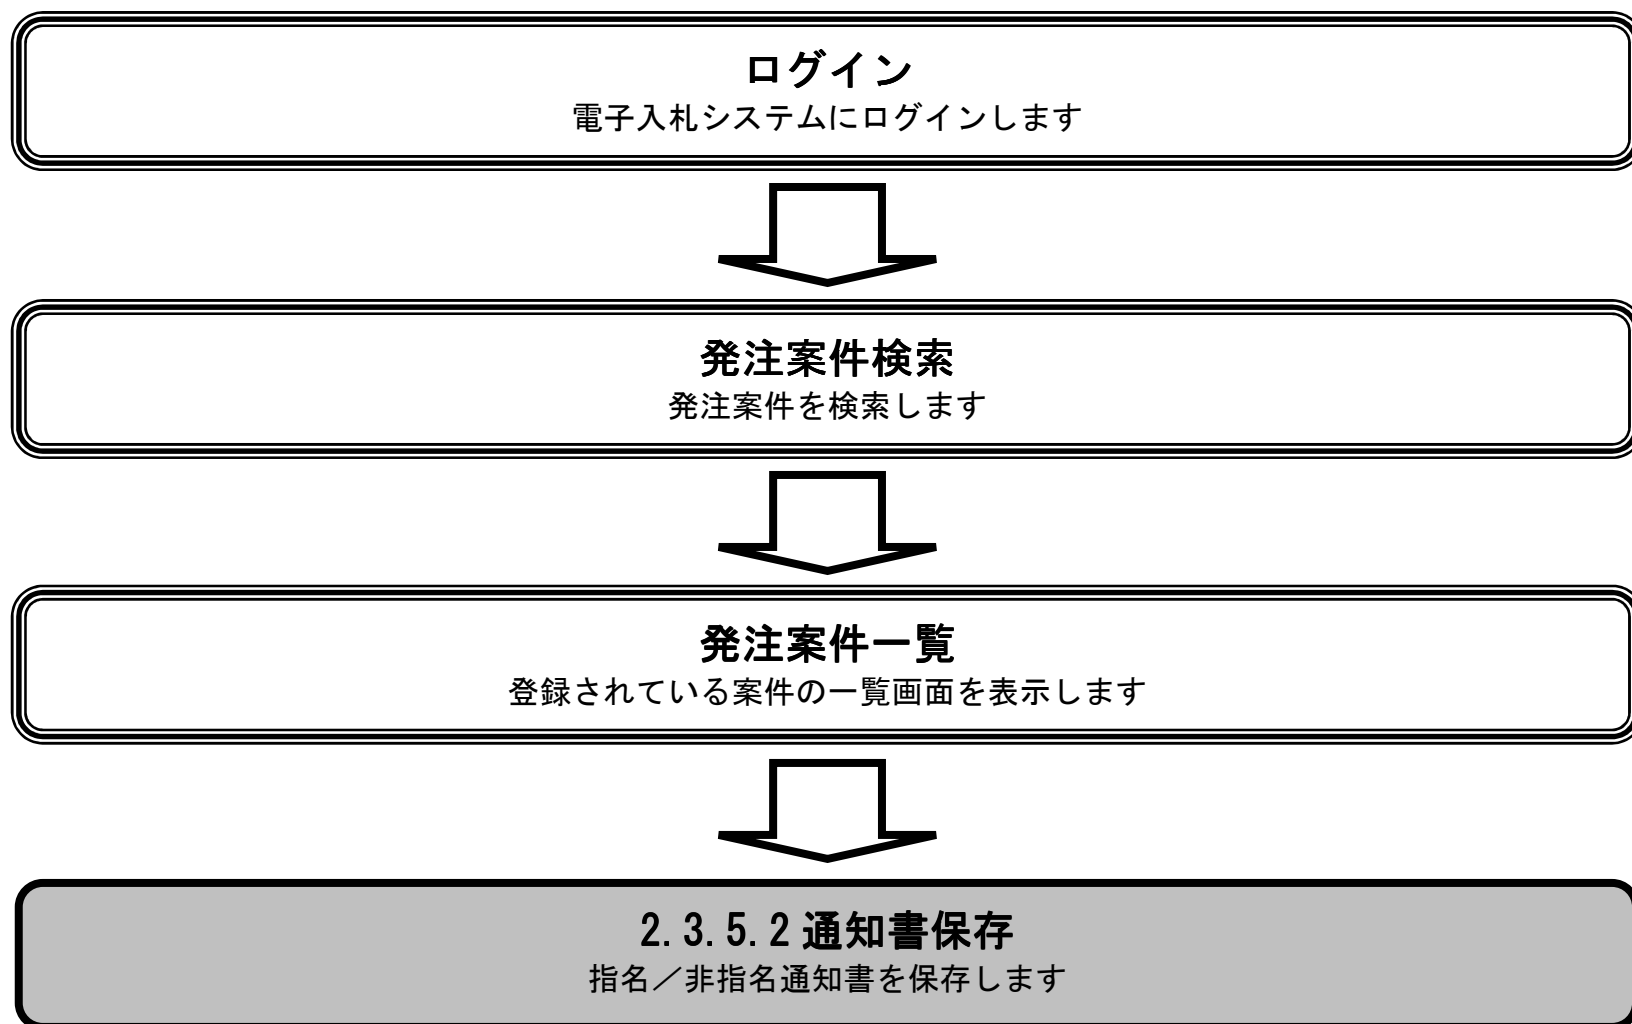 ログイン
電子入札システムにログインします
発注案件検索
発注案件を検索します
発注案件一覧
登録されている案件の一覧画面を表示します
2.3.5.2 通知書保存
指名／非指名通知書を保存します